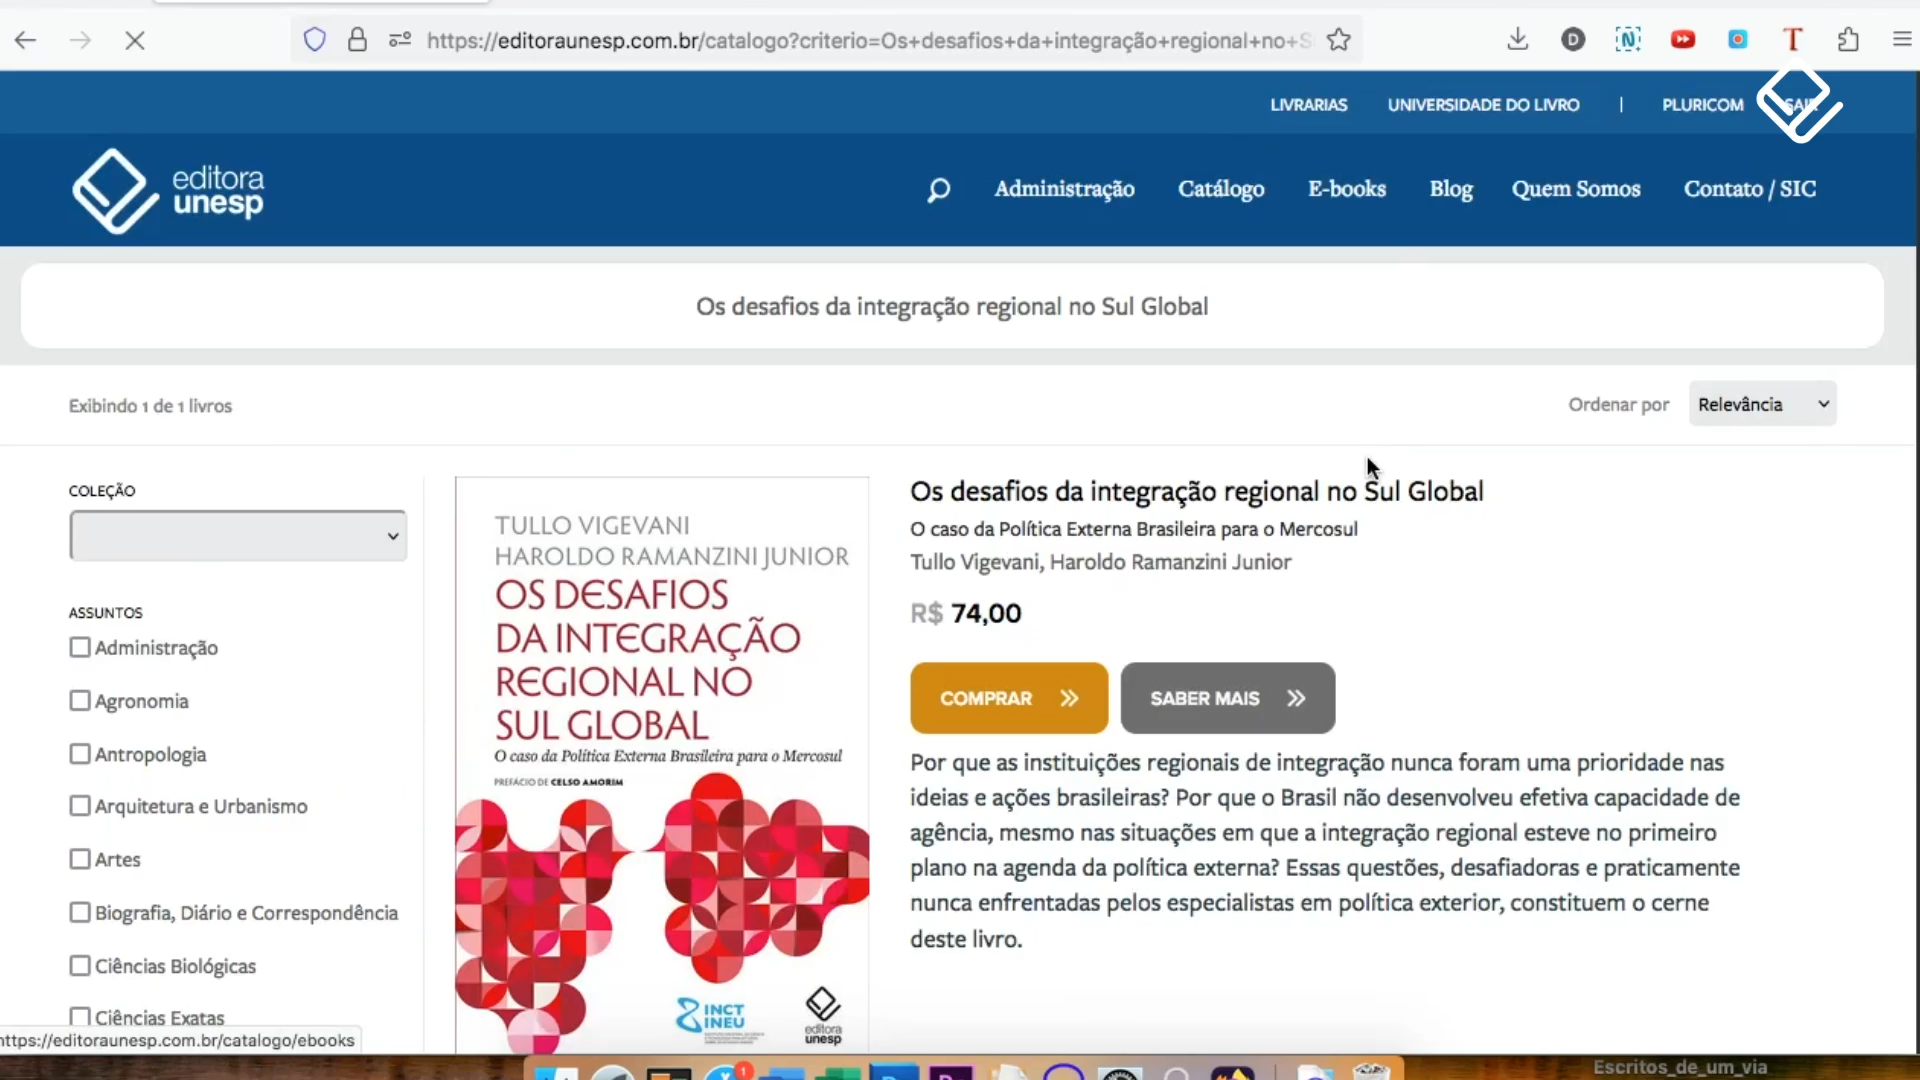 https://editoraunesp.com.br/catalogo?criterio=Os+desafios+da+integração+regional+no+S
LIVRARIAS UNIVERSIDADE DO LIVRO | PLURICOM SAIR
editora
unesp
Administração Catálogo E-books Blog Quem Somos Contato / SIC
Os desafios da integração regional no Sul Global
Exibindo 1 de 1 livros
Ordenar por Relevância
COLEÇÃO
ASSUNTOS
Administração
Agronomia
Antropologia
Arquitetura e Urbanismo
Artes
Biografia, Diário e Correspondência
Ciências Biológicas
Ciências Exatas
TULLO VIGEVANI
HAROLDO RAMANZINI JUNIOR
OS DESAFIOS
DA INTEGRAÇÃO
REGIONAL NO
SUL GLOBAL
O caso da Política Externa Brasileira para o Mercosul
PREFÁCIO DE CELSO AMORIM
INCT
INEU
editora
unesp
Os desafios da integração regional no Sul Global
O caso da Política Externa Brasileira para o Mercosul
Tullo Vigevani, Haroldo Ramanzini Junior
R$ 74,00
COMPRAR
SABER MAIS
Por que as instituições regionais de integração nunca foram uma prioridade nas
ideias e ações brasileiras? Por que o Brasil não desenvolveu efetiva capacidade de
agência, mesmo nas situações em que a integração regional esteve no primeiro
plano na agenda da política externa? Essas questões, desafiadoras e praticamente
nunca enfrentadas pelos especialistas em política exterior, constituem o cerne
deste livro.
https://editoraunesp.com.br/catalogo/ebooks
Escritos_de_um_via